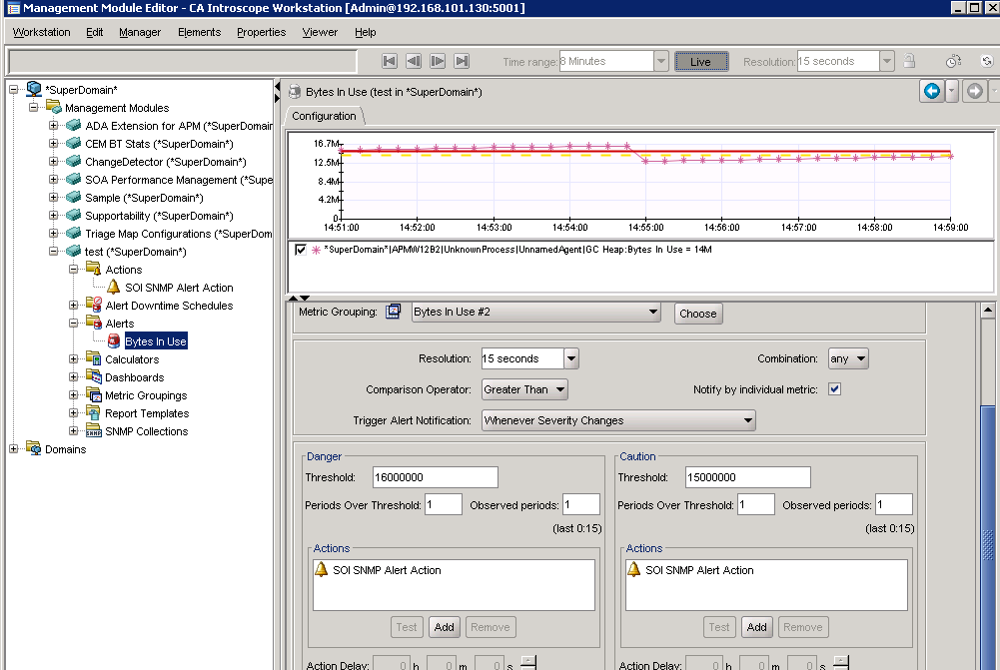 Management Module Editor - CA Introscope Workstation [Admin@192.168.101.130:5001]
Workstation Edit Manager Elements Properties Viewer Help
Time range: 8 Minutes Live Resolution: 15 seconds
*SuperDomain*
Management Modules
ADA Extension for APM (*SuperDomain
CEM BT Stats (*SuperDomain*)
ChangeDetector (*SuperDomain*)
SOA Performance Management (*Supe
Sample (*SuperDomain*)
Supportability (*SuperDomain*)
Triage Map Configurations (*SuperDom
test (*SuperDomain*)
Actions
SOI SNMP Alert Action
Alert Downtime Schedules
Alerts
Bytes In Use
Calculators
Dashboards
Metric Groupings
Report Templates
SNMP Collections
SNMP
Domains
Bytes In Use (test in *SuperDomain*)
Configuration
16.7M
12.5M
8.4M
4.2M
0
14:51:00 14:52:00 14:53:00 14:54:00 14:55:00 14:56:00 14:57:00 14:58:00 14:59:00
*SuperDomain*|APMW12B2|UnknownProcess|UnnamedAgent|GC Heap:Bytes In Use = 14M
Metric Grouping: Bytes In Use #2 Choose
Resolution: 15 seconds Combination: any
Comparison Operator: Greater Than Notify by individual metric:
Trigger Alert Notification: Whenever Severity Changes
Danger
Threshold: 16000000
Periods Over Threshold: 1 Observed periods: 1
(last 0:15)
Actions
SOI SNMP Alert Action
Test Add Remove
Action Delay: 0 h 0 m 0 s
Caution
Threshold: 15000000
Periods Over Threshold: 1 Observed periods: 1
(last 0:15)
Actions
SOI SNMP Alert Action
Test Add Remove
Action Delay: 0 h 0 m 0 s